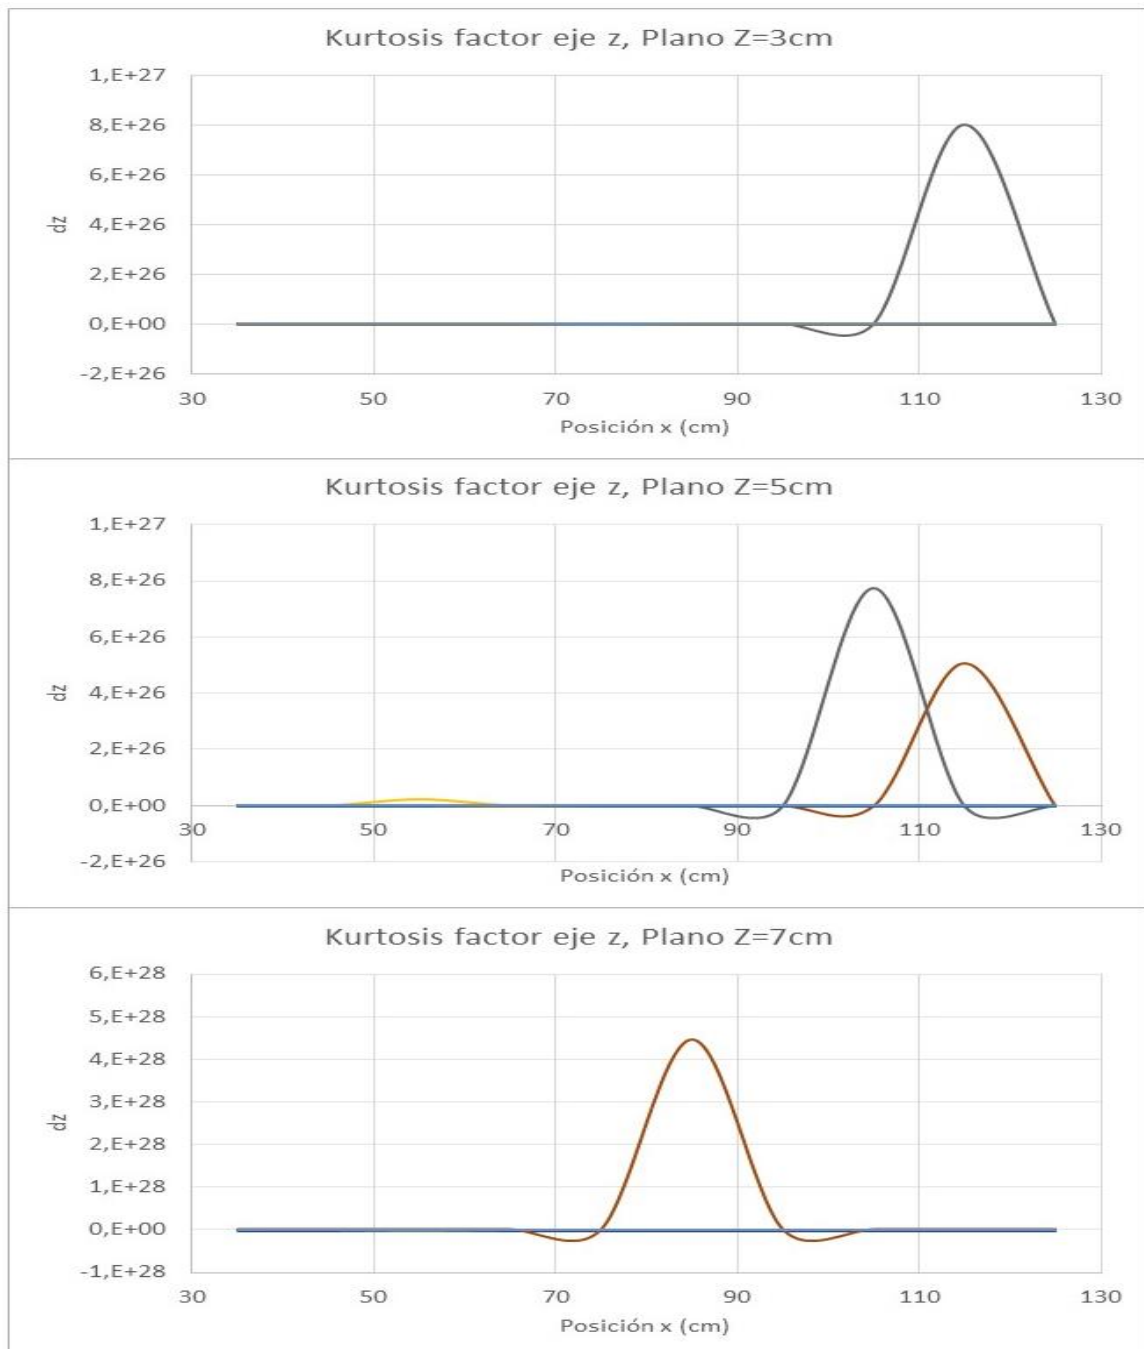 Kurtosis factor eje z, Plano Z=3cm
1,E+27
8,E+26
6,E+26
4,E+26
2,E+26
0,E+00
-2,E+26
dz
30 50 70 90 110 130
Posición x (cm)
Kurtosis factor eje z, Plano Z=5cm
1,E+27
8,E+26
6,E+26
4,E+26
2,E+26
0,E+00
-2,E+26
dz
30 50 70 90 110 130
Posición x (cm)
Kurtosis factor eje z, Plano Z=7cm
6,E+28
5,E+28
4,E+28
3,E+28
2,E+28
1,E+28
0,E+00
-1,E+28
dz
30 50 70 90 110 130
Posición x (cm)